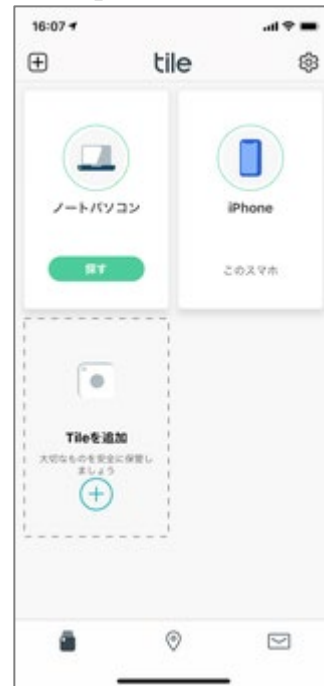 16:07
tile
ノートパソコン
iPhone
探す
このスマホ
Tileを追加
大切なものを安全に保管し
ましょう